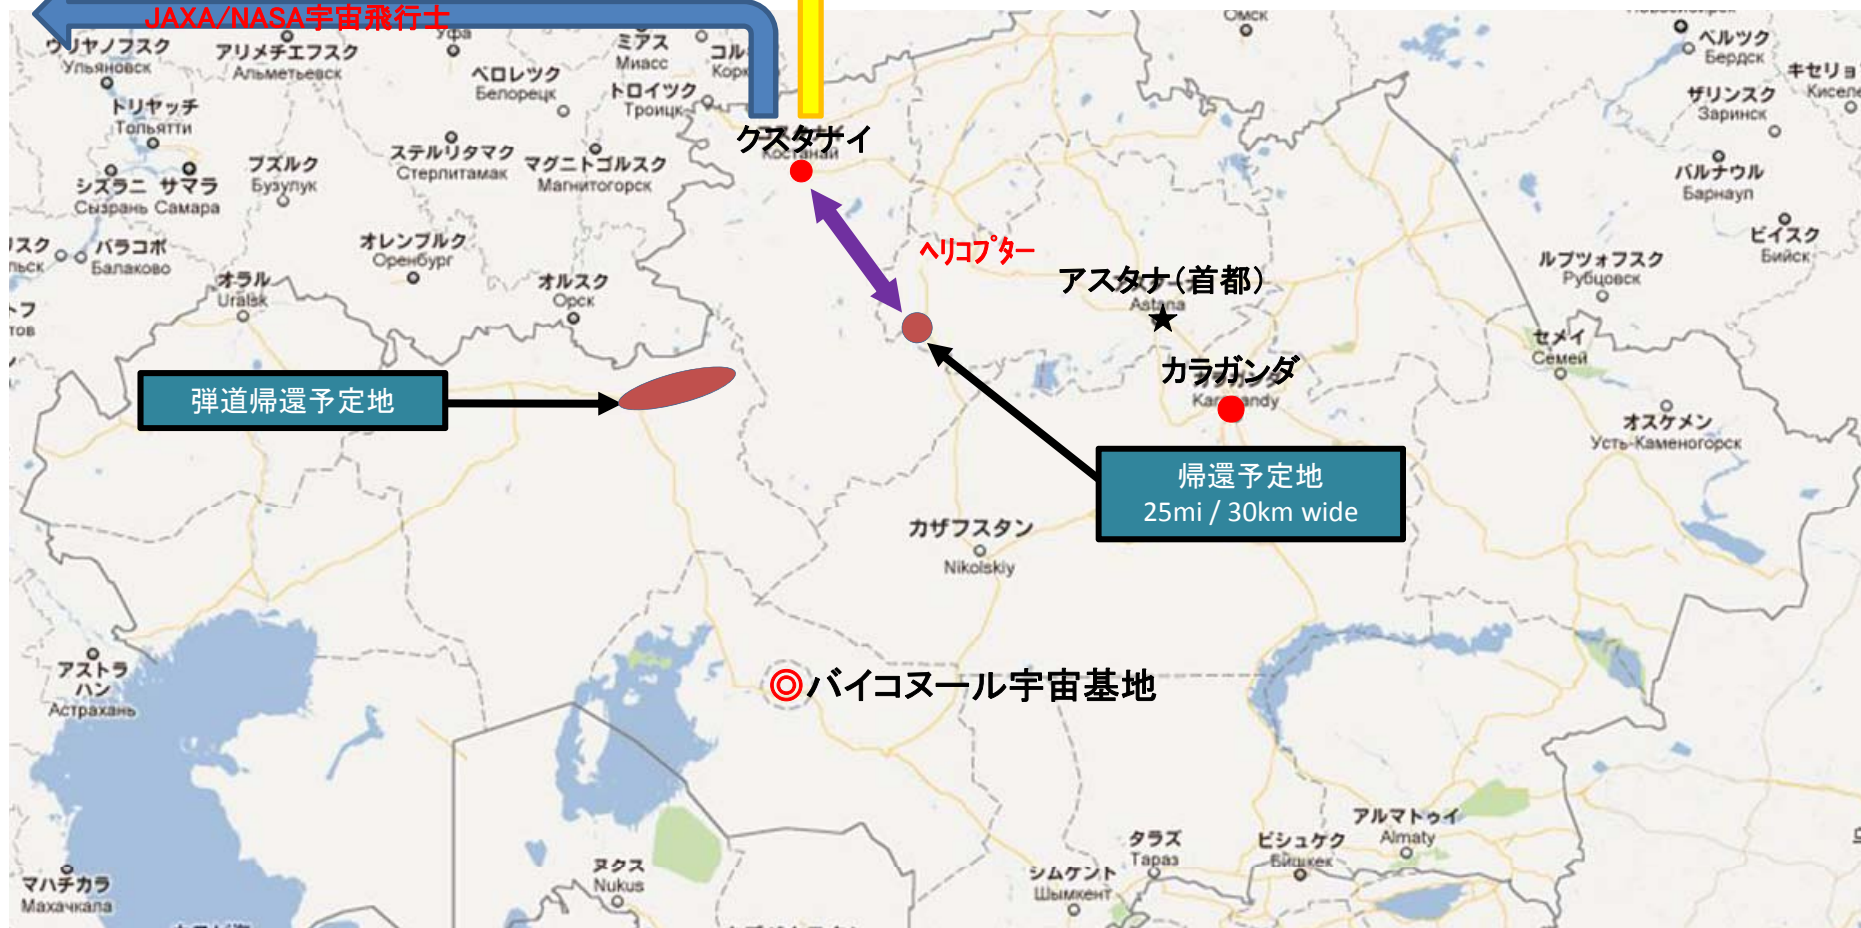 JAXA/NASA宇宙飛行士
Омск
ウリヤノフスク
Ульяновск
アリメチエフスク
Альметьевск
Уфа
ミアス
Миасс
ベルツク
Бердск
トリヤッチ
Тольятти
ベロレツク
Белорецк
トロイツク
Троицк
ザリンスク
Заринск
クスタナイ
Костанай
シズラニ サマラ
Сызрань Самара
ブズルク
Бузулук
ステルリタマク
Стерлитамак
マグニトゴルスク
Магнитогорск
バルナウル
Барнаул
バラコボ
Балаково
オレンブルク
Оренбург
ヘリコプター
ビイスク
Бийск
オラル
Uralsk
オルスク
Орск
アスタナ(首都)
Astana
ルブツォフスク
Рубцовск
セメイ
Семей
弾道帰還予定地
カラガンダ
オスケメン
Усть-Каменогорск
帰還予定地
25mi / 30km wide
カザフスタン
Nikolskiy
アストラ
ハン
Астрахань
バイコヌール宇宙基地
アルマトゥイ
Almaty
タラズ
Тараз
ビシュケク
Бишкек
ヌクス
Nukus
シムケント
Шымкент
マハチカラ
Махачкала